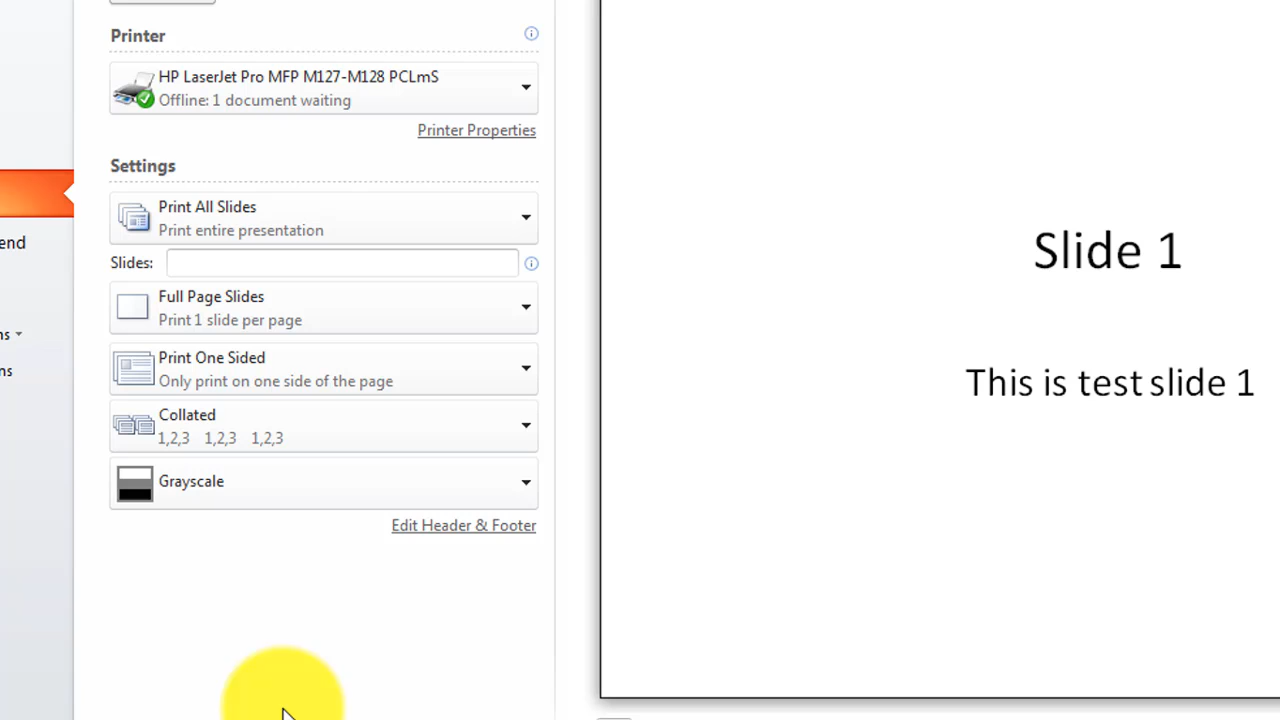 Printer
HP LaserJet Pro MFP M127-M128 PCLmS
Offline: 1 document waiting
Printer Properties
Settings
Print All Slides
Print entire presentation
Slides:
Full Page Slides
Print 1 slide per page
Print One Sided
Only print on one side of the page
Collated
1,2,3 1,2,3 1,2,3
Grayscale
Edit Header & Footer
end
ns
ns
Slide 1
This is test slide 1